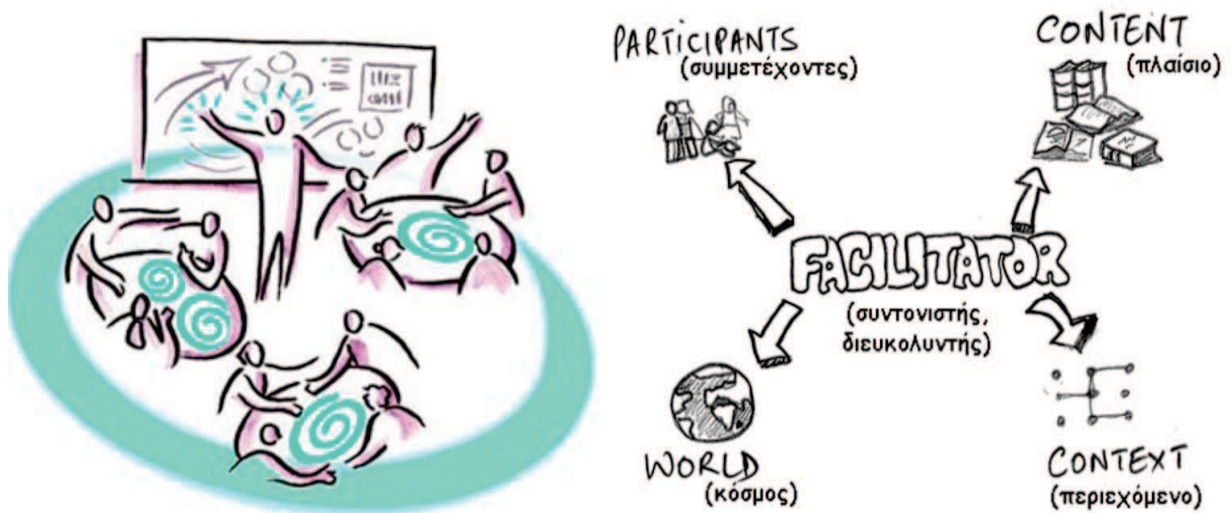 PARTICIPANTS
(συμμετέχοντες)
CONTENT
(πλαίσιο)
FACILITATOR
(συντονιστής,
διευκολυντής)
WORLD
(κόσμος)
CONTEXT
(περιεχόμενο)